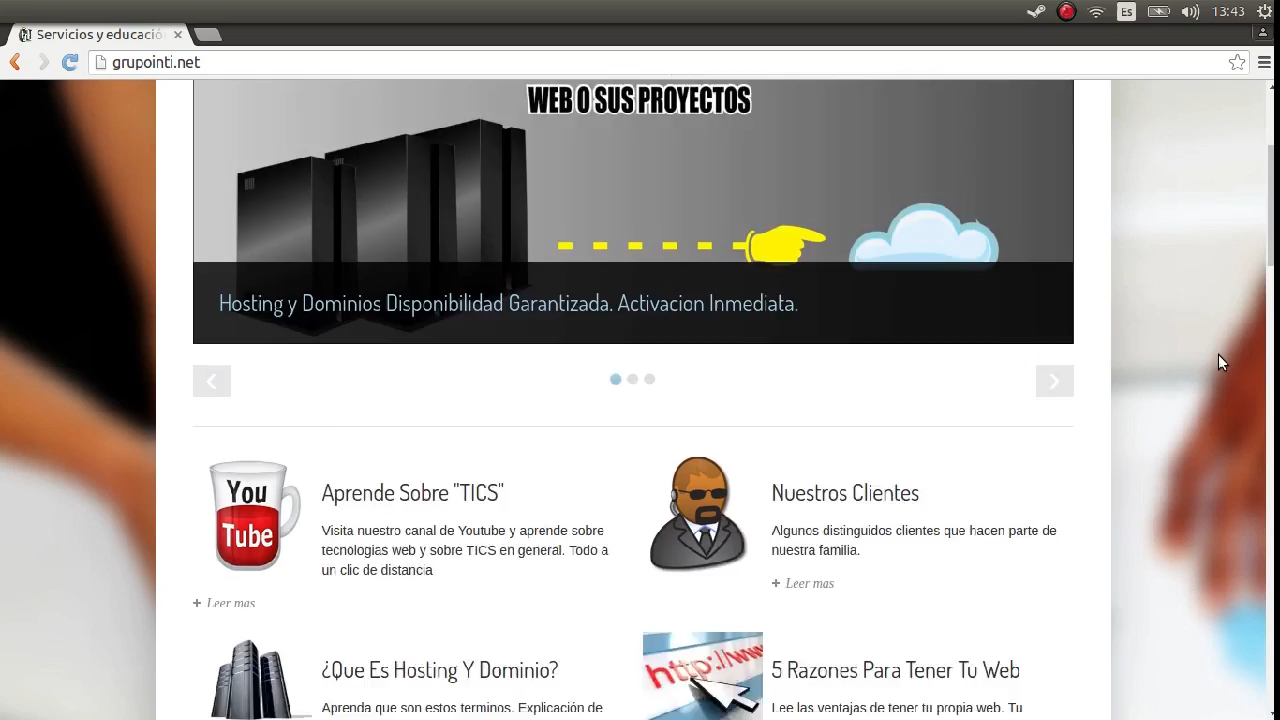 Es
13:43
Servicios y educació
grupointi.net
WEB O SUS PROYECTOS
Hosting y Dominios Disponibilidad Garantizada. Activacion Inmediata.
You
Tube
Aprende Sobre "TICS"
Visita nuestro canal de Youtube y aprende sobre
tecnologias web y sobre TICS en general. Todo a
un clic de distancia
+ Leer mas
Nuestros Clientes
Algunos distinguidos clientes que hacen parte de
nuestra familia.
+ Leer mas
¿Que Es Hosting Y Dominio?
Aprenda que son estos terminos. Explicación de
http://www
5 Razones Para Tener Tu Web
Lee las ventajas de tener tu propia web. Tu